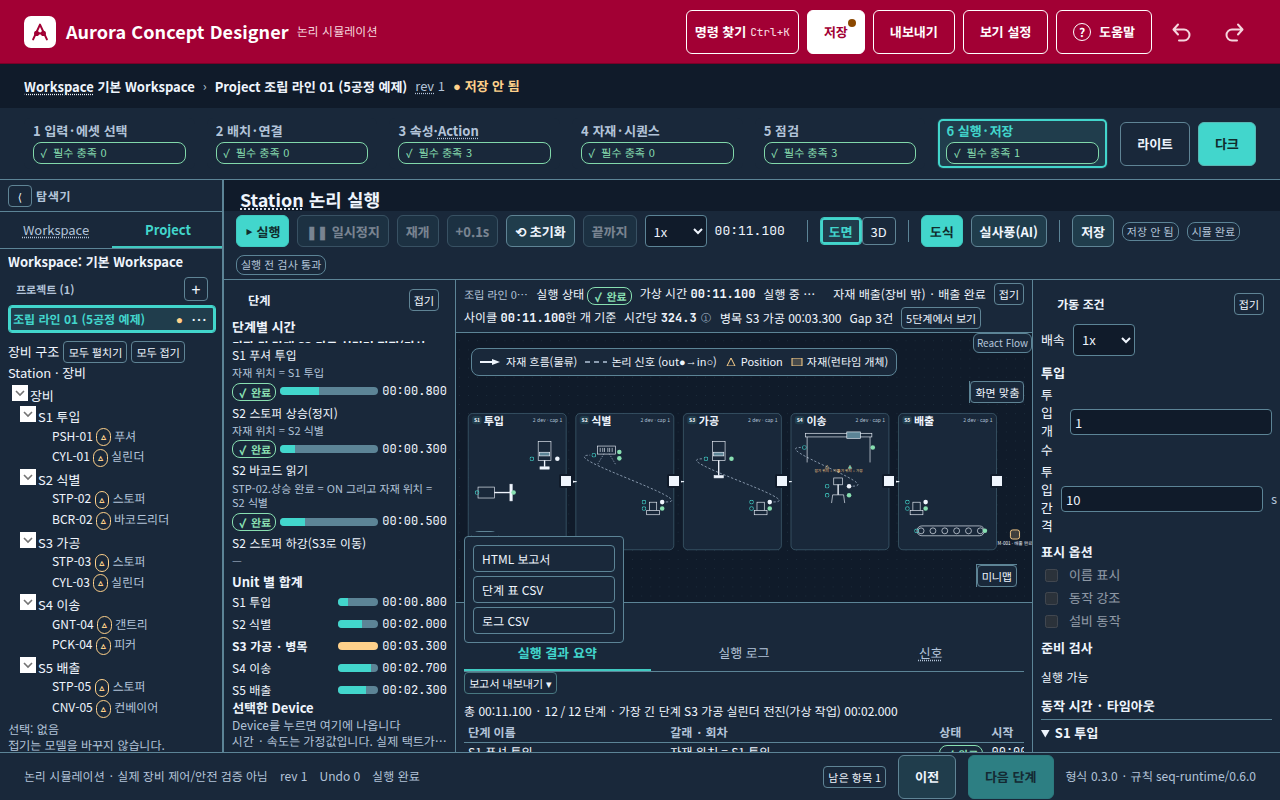 Aurora Concept Designer 논리 시뮬레이션
명령 찾기 Ctrl+K 저장 내보내기 보기 설정 ? 도움말
Workspace 기본 Workspace › Project 조립 라인 01 (5공정 예제) rev 1 ● 저장 안 됨
1 입력·에셋 선택
✓ 필수 충족 0
2 배치·연결
✓ 필수 충족 0
3 속성·Action
✓ 필수 충족 3
4 자재·시퀀스
✓ 필수 충족 0
5 점검
✓ 필수 충족 3
6 실행·저장
✓ 필수 충족 1
라이트 다크
⟨ 탐색기
Workspace Project
Workspace: 기본 Workspace
프로젝트 (1) +
조립 라인 01 (5공정 예제) ● ⋯
장비 구조 모두 펼치기 모두 접기
Station · 장비
장비
S1 투입
PSH-01 푸셔
CYL-01 실린더
S2 식별
STP-02 스토퍼
BCR-02 바코드리더
S3 가공
STP-03 스토퍼
CYL-03 실린더
S4 이송
GNT-04 갠트리
PCK-04 피커
S5 배출
STP-05 스토퍼
CNV-05 컨베이어
선택: 없음
접기는 모델을 바꾸지 않습니다.
Station 논리 실행
▸ 실행 ❚❚ 일시정지 재개 +0.1s ⟲ 초기화 끝까지 1x 00:11.100 도면 3D 도식 실사풍(AI) 저장 저장 안 됨 시뮬 완료
실행 전 검사 통과
단계 접기
단계별 시간
S1 푸셔 투입
자재 위치 = S1 투입
✓ 완료 00:00.800
S2 스토퍼 상승(정지)
자재 위치 = S2 식별
✓ 완료 00:00.300
S2 바코드 읽기
STP-02.상승 완료 = ON 그리고 자재 위치 =
S2 식별
✓ 완료 00:00.500
S2 스토퍼 하강(S3로 이동)
—
Unit 별 합계
S1 투입 00:00.800
S2 식별 00:02.000
S3 가공 · 병목 00:03.300
S4 이송 00:02.700
S5 배출 00:02.300
선택한 Device
Device를 누르면 여기에 나옵니다
시간 · 속도는 가정값입니다. 실제 택트가…
조립 라인 0… 실행 상태 ✓ 완료 가상 시간 00:11.100 실행 중 … 자재 배출(장비 밖) · 배출 완료 접기
사이클 00:11.100한 개 기준 시간당 324.3 ⓘ 병목 S3 가공 00:03.300 Gap 3건 5단계에서 보기
React Flow
자재 흐름(물류) 논리 신호 (out●→in○) △ Position 자재(런타임 개체)
화면 맞춤
S1 투입 2 dev · cap 1
S2 식별 2 dev · cap 1
S3 가공 2 dev · cap 1
S4 이송 2 dev · cap 1
S5 배출 2 dev · cap 1
미니맵
HTML 보고서
단계 표 CSV
로그 CSV
실행 결과 요약 실행 로그 신호
보고서 내보내기 ▾
총 00:11.100 · 12 / 12 단계 · 가장 긴 단계 S3 가공 실린더 전진(가상 작업) 00:02.000
단계 이름 갈래 · 회차 상태 시작
가동 조건 접기
배속 1x
투입
투입 개수 1
투입 간격 10 s
표시 옵션
이름 표시
동작 강조
설비 동작
준비 검사
실행 가능
동작 시간 · 타임아웃
▼ S1 투입
논리 시뮬레이션 · 실제 장비 제어/안전 검증 아님 rev 1 Undo 0 실행 완료
남은 항목 1 이전 다음 단계 형식 0.3.0 · 규칙 seq-runtime/0.6.0